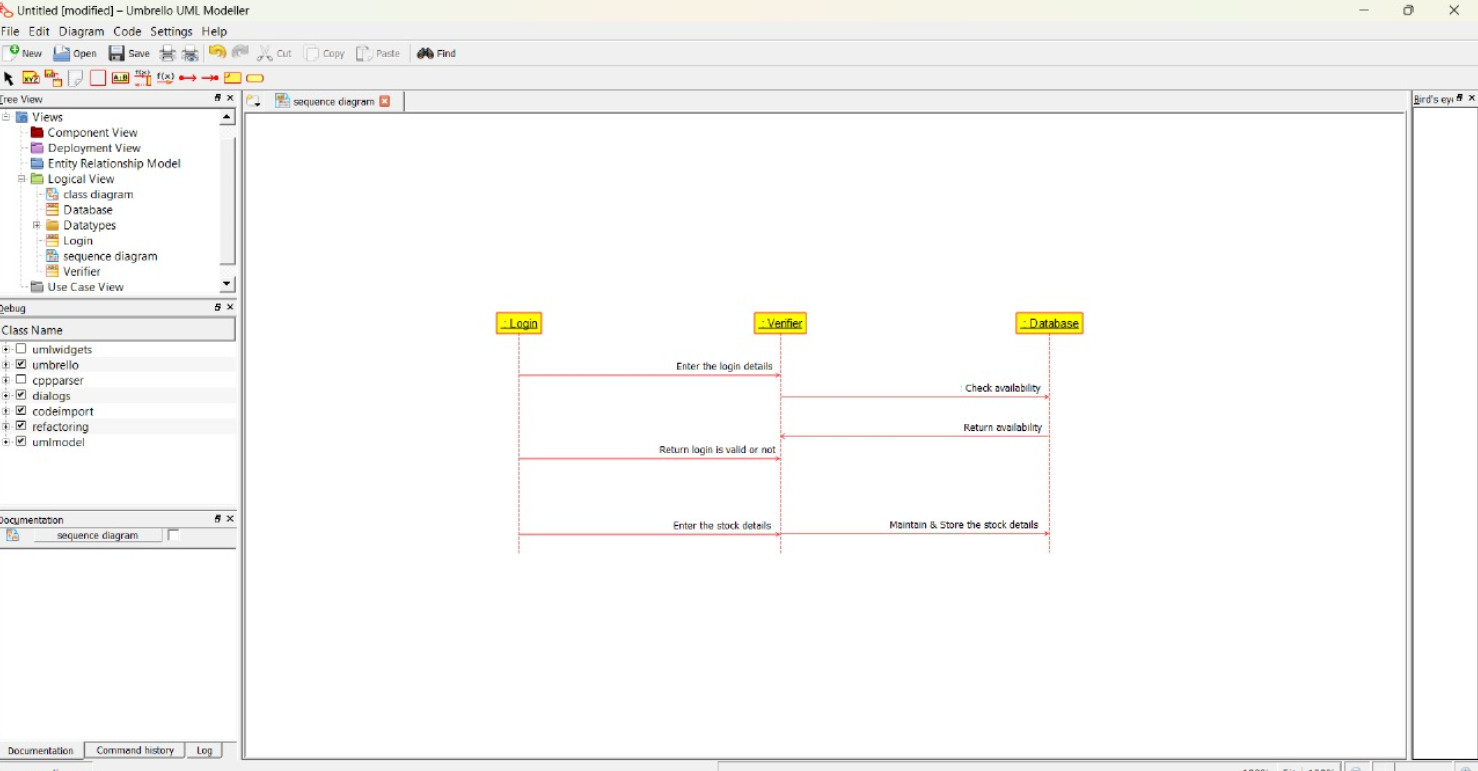 Untitled [modified] – Umbrello UML Modeller
File Edit Diagram Code Settings Help
New Open Save Cut Copy Paste Find
Tree View
sequence diagram
Bird's eye
Views
Component View
Deployment View
Entity Relationship Model
Logical View
class diagram
Database
Datatypes
Login
sequence diagram
Verifier
Use Case View
Debug
Class Name
umlwidgets
umbrello
cppparser
dialogs
codeimport
refactoring
umlmodel
Documentation
sequence diagram
: Login
: Verifier
: Database
Enter the login details
: Check availability
Return availability
Return login is valid or not
Enter the stock details
Maintain & Store the stock details
Documentation Command history Log